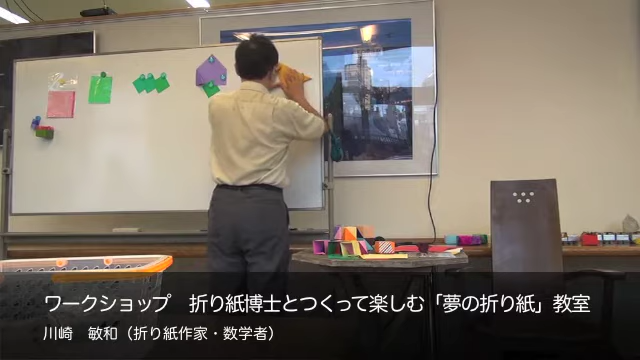 ワークショップ　折り紙博士とつくって楽しむ「夢の折り紙」教室
川崎　敏和（折り紙作家・数学者）